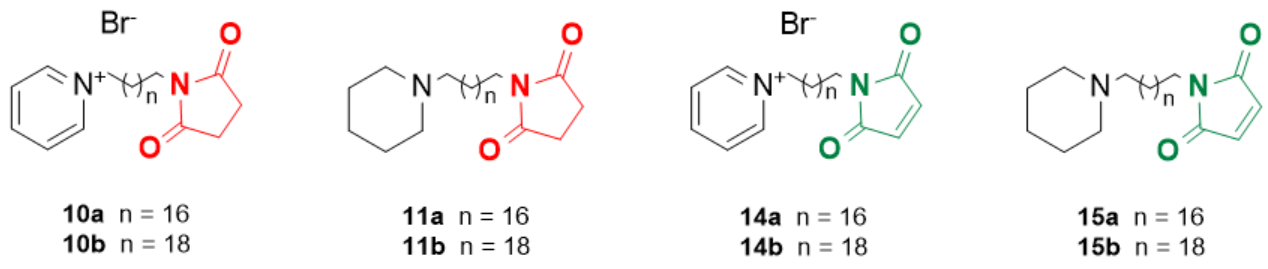 Br-
N+ n N O O
N n N O O
Br-
N+ n N O O
N n N O O
10a n = 16
10b n = 18
11a n = 16
11b n = 18
14a n = 16
14b n = 18
15a n = 16
15b n = 18